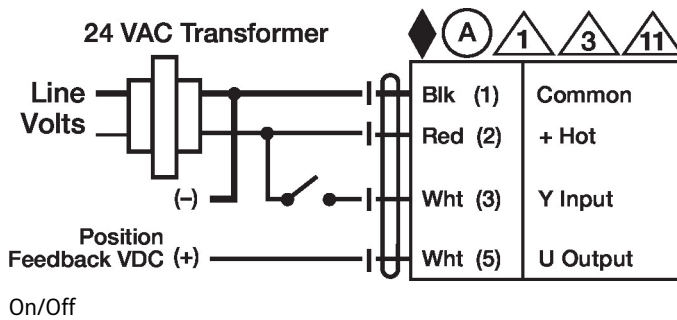 24 VAC Transformer
A 1 3 11
Line Volts
Blk (1) Common
Red (2) + Hot
(–)
Wht (3) Y Input
Position
Feedback VDC (+)
Wht (5) U Output
On/Off